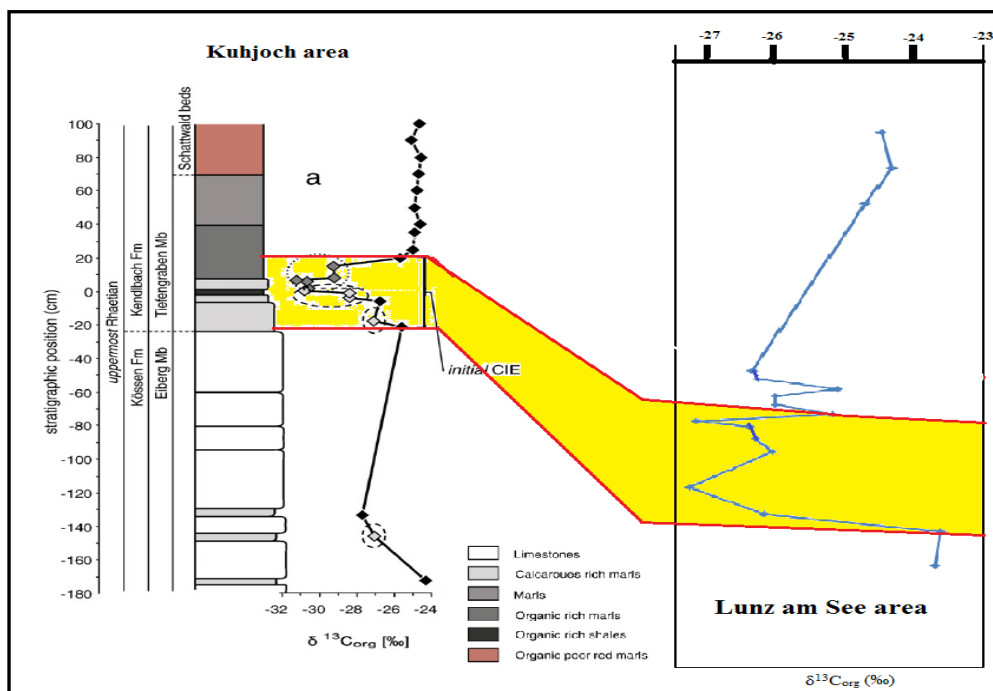 Kuhjoch area
-27
-26
-25
-24
-23
stratigraphic position (cm)
100
80
60
40
20
0
-20
-40
-60
-80
-100
-120
-140
-160
-180
uppermost Rhaetian
Kössen Fm
Kendlbach Fm
Eiberg Mb
Tiefengraben Mb
Schattwald beds
a
initial CIE
-32
-30
-28
-26
-24
δ 13Corg [‰]
Limestones
Calcaroues rich marls
Marls
Organic rich marls
Organic rich shales
Organic poor red marls
Lunz am See area
δ13Corg (‰)